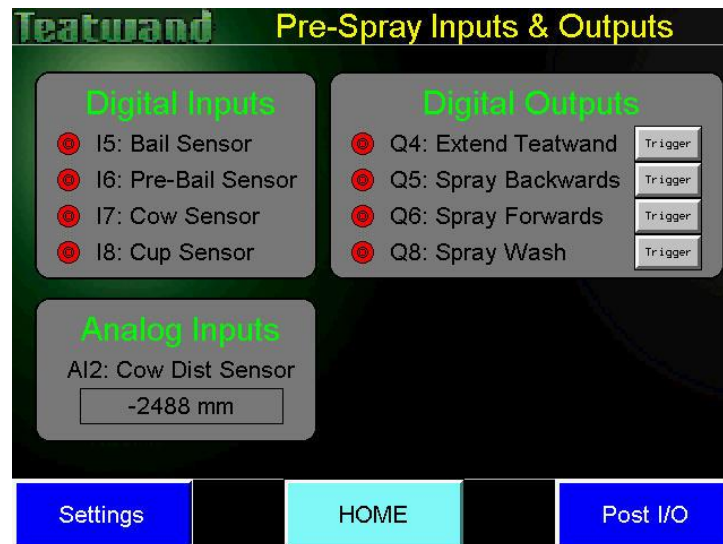 Teatwand
Pre-Spray Inputs & Outputs
Digital Inputs
I5: Bail Sensor
I6: Pre-Bail Sensor
I7: Cow Sensor
I8: Cup Sensor
Digital Outputs
Q4: Extend Teatwand Trigger
Q5: Spray Backwards Trigger
Q6: Spray Forwards Trigger
Q8: Spray Wash Trigger
Analog Inputs
AI2: Cow Dist Sensor
-2488 mm
Settings
HOME
Post I/O